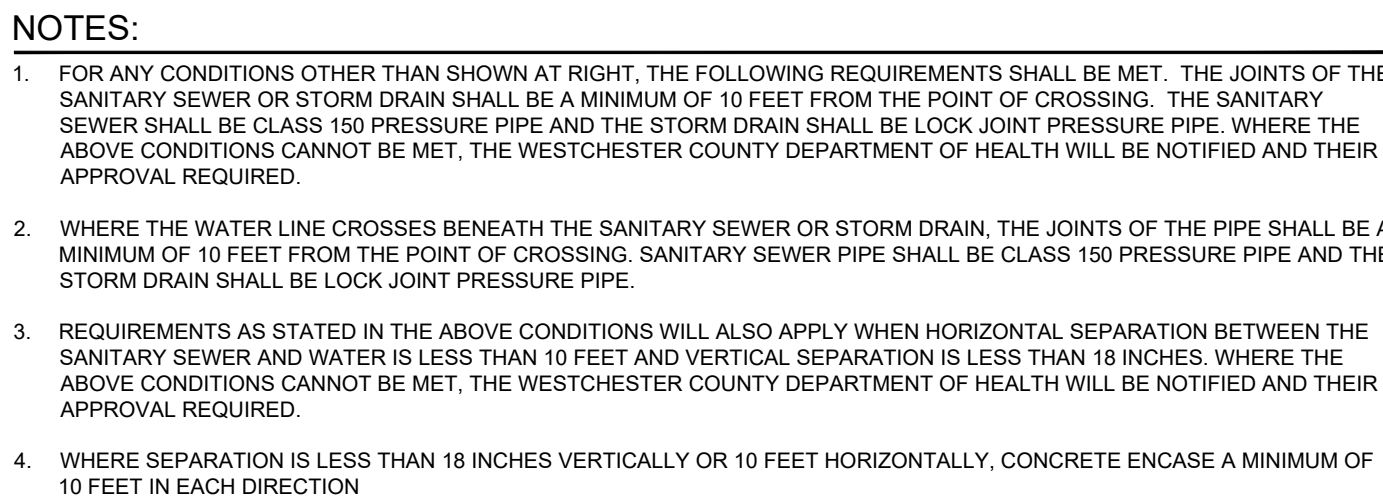 NOTES:
1. FOR ANY CONDITIONS OTHER THAN SHOWN AT RIGHT, THE FOLLOWING REQUIREMENTS SHALL BE MET. THE JOINTS OF THE
SANITARY SEWER OR STORM DRAIN SHALL BE A MINIMUM OF 10 FEET FROM THE POINT OF CROSSING. THE SANITARY
SEWER SHALL BE CLASS 150 PRESSURE PIPE AND THE STORM DRAIN SHALL BE LOCK JOINT PRESSURE PIPE. WHERE THE
ABOVE CONDITIONS CANNOT BE MET, THE WESTCHESTER COUNTY DEPARTMENT OF HEALTH WILL BE NOTIFIED AND THEIR
APPROVAL REQUIRED.
2. WHERE THE WATER LINE CROSSES BENEATH THE SANITARY SEWER OR STORM DRAIN, THE JOINTS OF THE PIPE SHALL BE A
MINIMUM OF 10 FEET FROM THE POINT OF CROSSING. SANITARY SEWER PIPE SHALL BE CLASS 150 PRESSURE PIPE AND THE
STORM DRAIN SHALL BE LOCK JOINT PRESSURE PIPE.
3. REQUIREMENTS AS STATED IN THE ABOVE CONDITIONS WILL ALSO APPLY WHEN HORIZONTAL SEPARATION BETWEEN THE
SANITARY SEWER AND WATER IS LESS THAN 10 FEET AND VERTICAL SEPARATION IS LESS THAN 18 INCHES. WHERE THE
ABOVE CONDITIONS CANNOT BE MET, THE WESTCHESTER COUNTY DEPARTMENT OF HEALTH WILL BE NOTIFIED AND THEIR
APPROVAL REQUIRED.
4. WHERE SEPARATION IS LESS THAN 18 INCHES VERTICALLY OR 10 FEET HORIZONTALLY, CONCRETE ENCASE A MINIMUM OF
10 FEET IN EACH DIRECTION